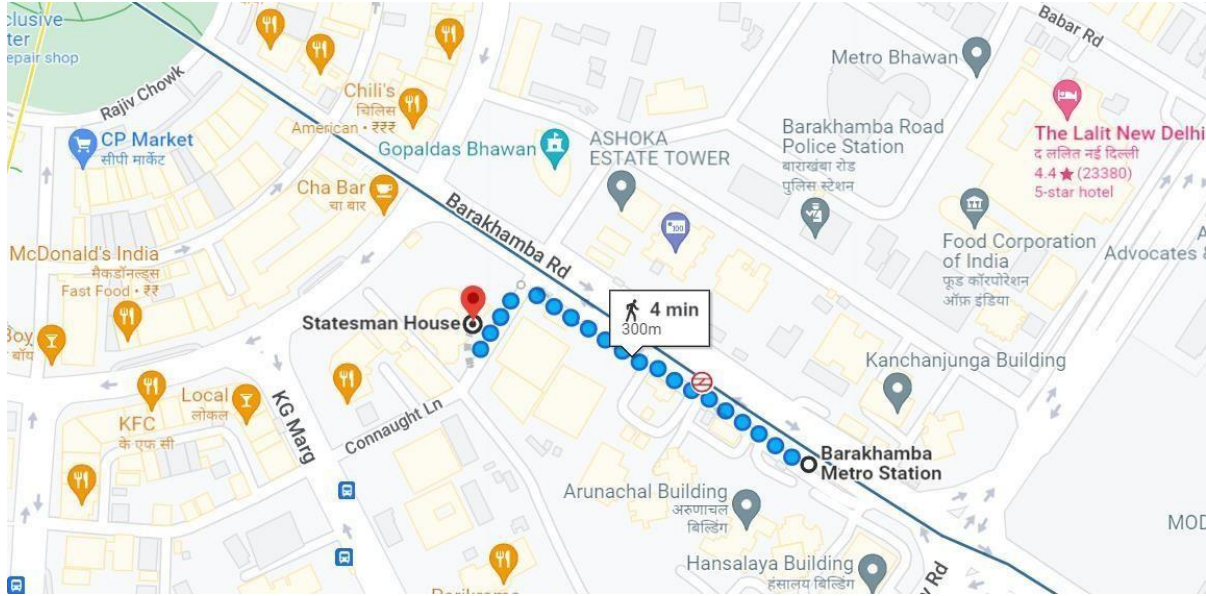 clusive
ter
epair shop
Rajiv Chowk
CP Market
सीपी मार्केट
Chili's
चिलिस
American • ₹₹₹
Gopaldas Bhawan
ASHOKA
ESTATE TOWER
Metro Bhawan
Babar Rd
Barakhamba Road
Police Station
बाराखंबा रोड
पुलिस स्टेशन
The Lalit New Delhi
द ललित नई दिल्ली
4.4 ★ (23380)
5-star hotel
Cha Bar
चा बार
Barakhamba Rd
100
Food Corporation
of India
फ़ूड कॉरपोरेशन
ऑफ़ इंडिया
A
Advocates &
McDonald's India
मैकडॉनल्ड्स
Fast Food • ₹₹
Statesman House
4 min
300m
Boy
बॉय
Kanchanjunga Building
Local
लोकल
KFC
के एफ सी
KG Marg
Connaught Ln
Barakhamba
Metro Station
Arunachal Building
अरुणाचल
बिल्डिंग
MOD
Hansalaya Building
हंसालय बिल्डिंग
y Rd